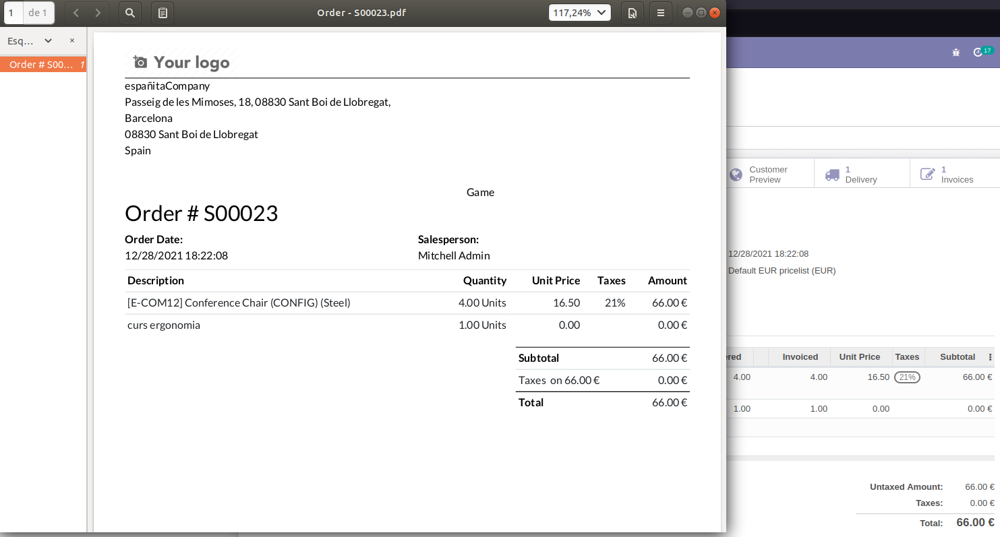 1 de 1
Order - S00023.pdf
117,24%
Esq...
Order # S00... 1
Your logo
españitaCompany
Passeig de les Mimoses, 18, 08830 Sant Boi de Llobregat,
Barcelona
08830 Sant Boi de Llobregat
Spain
Game
Order # S00023
Order Date: Salesperson:
12/28/2021 18:22:08 Mitchell Admin
Description Quantity Unit Price Taxes Amount
[E-COM12] Conference Chair (CONFIG) (Steel) 4.00 Units 16.50 21% 66.00 €
curs ergonomia 1.00 Units 0.00 0.00 €
Subtotal 66.00 €
Taxes on 66.00 € 0.00 €
Total 66.00 €
17
Customer Preview
1 Delivery
1 Invoices
12/28/2021 18:22:08
Default EUR pricelist (EUR)
ered Invoiced Unit Price Taxes Subtotal
4.00 4.00 16.50 21% 66.00 €
1.00 1.00 0.00 0.00 €
Untaxed Amount: 66.00 €
Taxes: 0.00 €
Total: 66.00 €